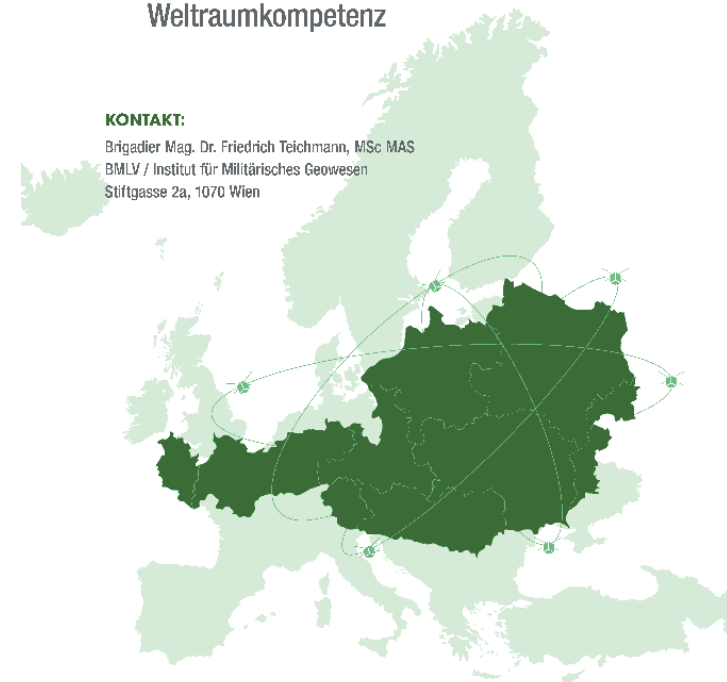 Weltraumkompetenz
KONTAKT:
Brigadier Mag. Dr. Friedrich Teichmann, MSc MAS
BMLV / Institut für Militärisches Geowesen
Stiftgasse 2a, 1070 Wien